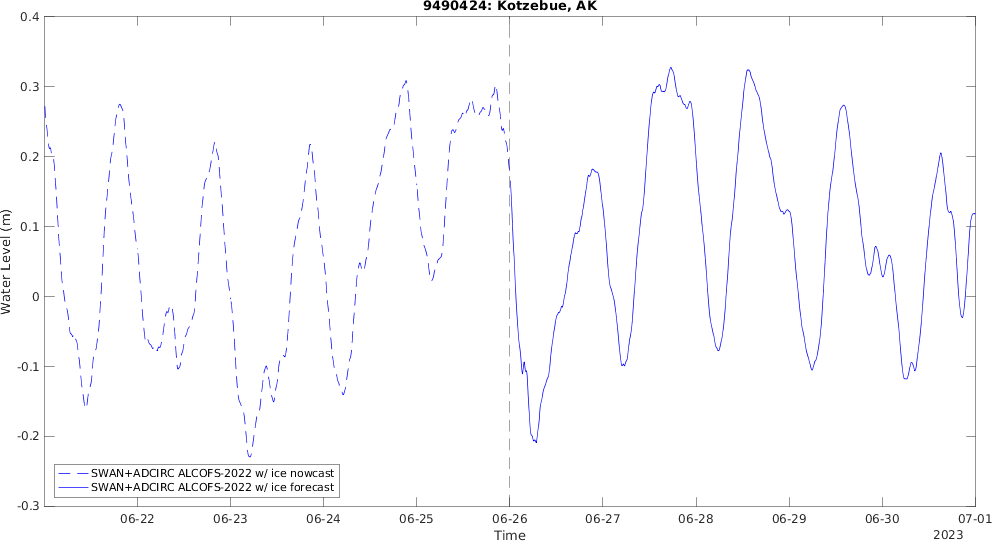 9490424: Kotzebue, AK
Water Level (m)
0.4
0.3
0.2
0.1
0
-0.1
-0.2
-0.3
SWAN+ADCIRC ALCOFS-2022 w/ ice nowcast
SWAN+ADCIRC ALCOFS-2022 w/ ice forecast
06-22 06-23 06-24 06-25 06-26 06-27 06-28 06-29 06-30 07-01
Time
2023